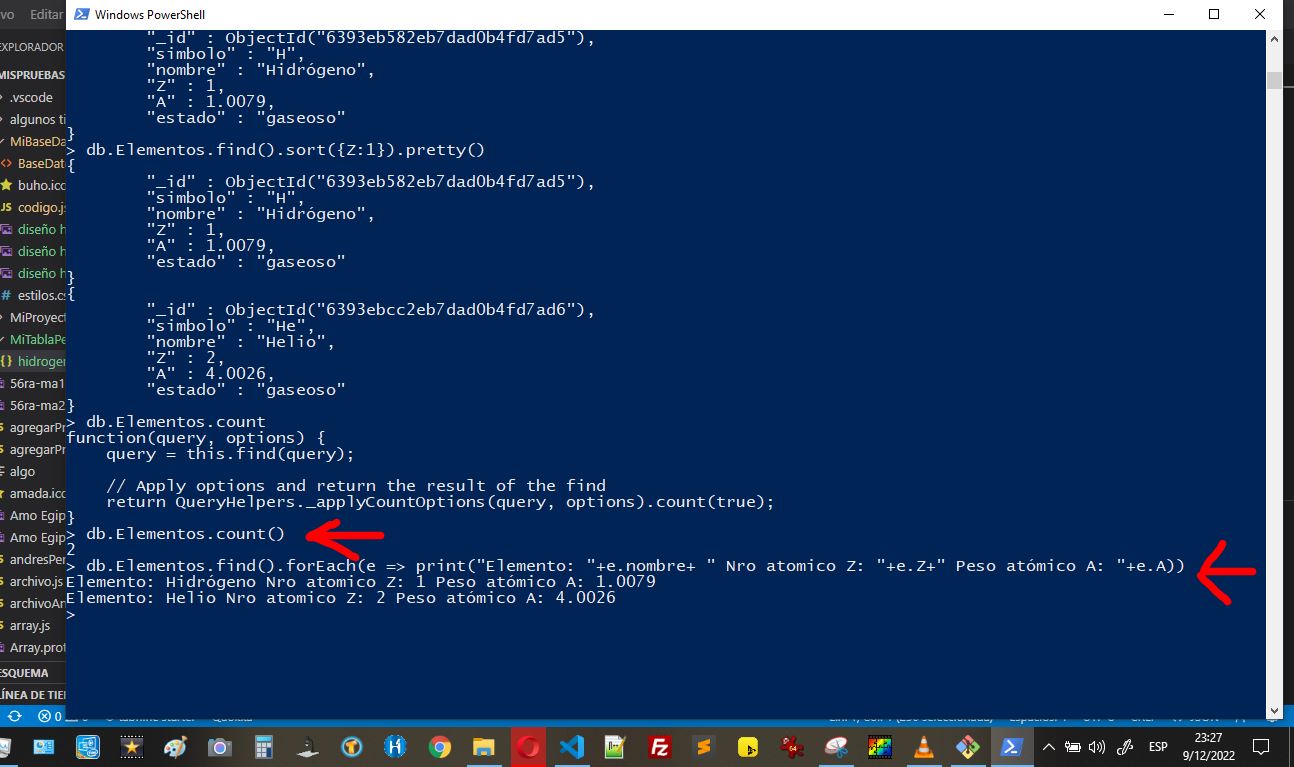 vo Editar
Windows PowerShell
EXPLORADOR
MISPRUEBAS
.vscode
algunos ti
MiBaseDa
BaseDat
buho.ico
JS codigo.js
diseño h
diseño h
diseño h
# estilos.cs
MiProyect
MiTablaPe
{} hidroger
56ra-ma1
56ra-ma2
agregarPr
agregarPr
algo
amada.ico
Amo Egip
Amo Egip
andresPer
archivo.js
archivoAr
array.js
Array.prot
ESQUEMA
LÍNEA DE TIE
0
"_id" : ObjectId("6393eb582eb7dad0b4fd7ad5"),
"simbolo" : "H",
"nombre" : "Hidrógeno",
"Z" : 1,
"A" : 1.0079,
"estado" : "gaseoso"
}
> db.Elementos.find().sort({Z:1}).pretty()
{
"_id" : ObjectId("6393eb582eb7dad0b4fd7ad5"),
"simbolo" : "H",
"nombre" : "Hidrógeno",
"Z" : 1,
"A" : 1.0079,
"estado" : "gaseoso"
}
{
"_id" : ObjectId("6393ebcc2eb7dad0b4fd7ad6"),
"simbolo" : "He",
"nombre" : "Helio",
"Z" : 2,
"A" : 4.0026,
"estado" : "gaseoso"
}
> db.Elementos.count
function(query, options) {
query = this.find(query);
// Apply options and return the result of the find
return QueryHelpers._applyCountOptions(query, options).count(true);
}
> db.Elementos.count()
2
> db.Elementos.find().forEach(e => print("Elemento: "+e.nombre+ " Nro atomico Z: "+e.Z+" Peso atómico A: "+e.A))
Elemento: Hidrógeno Nro atomico Z: 1 Peso atómico A: 1.0079
Elemento: Helio Nro atomico Z: 2 Peso atómico A: 4.0026
>
ESP
23:27
9/12/2022